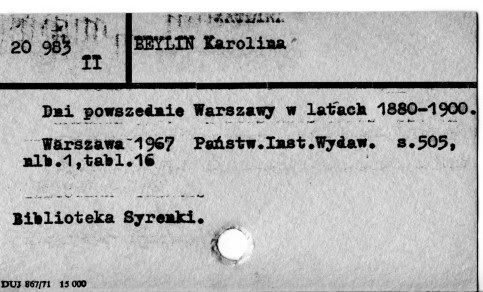 20 983
II
BEYLIN Karolina
Dni powszednie Warszawy w latach 1880-1900.
Warszawa 1967 Państw.Inst.Wydaw. s.505,
nlb.1,tabl.16
Biblioteka Syrenki.
DUJ 867/71 15 000